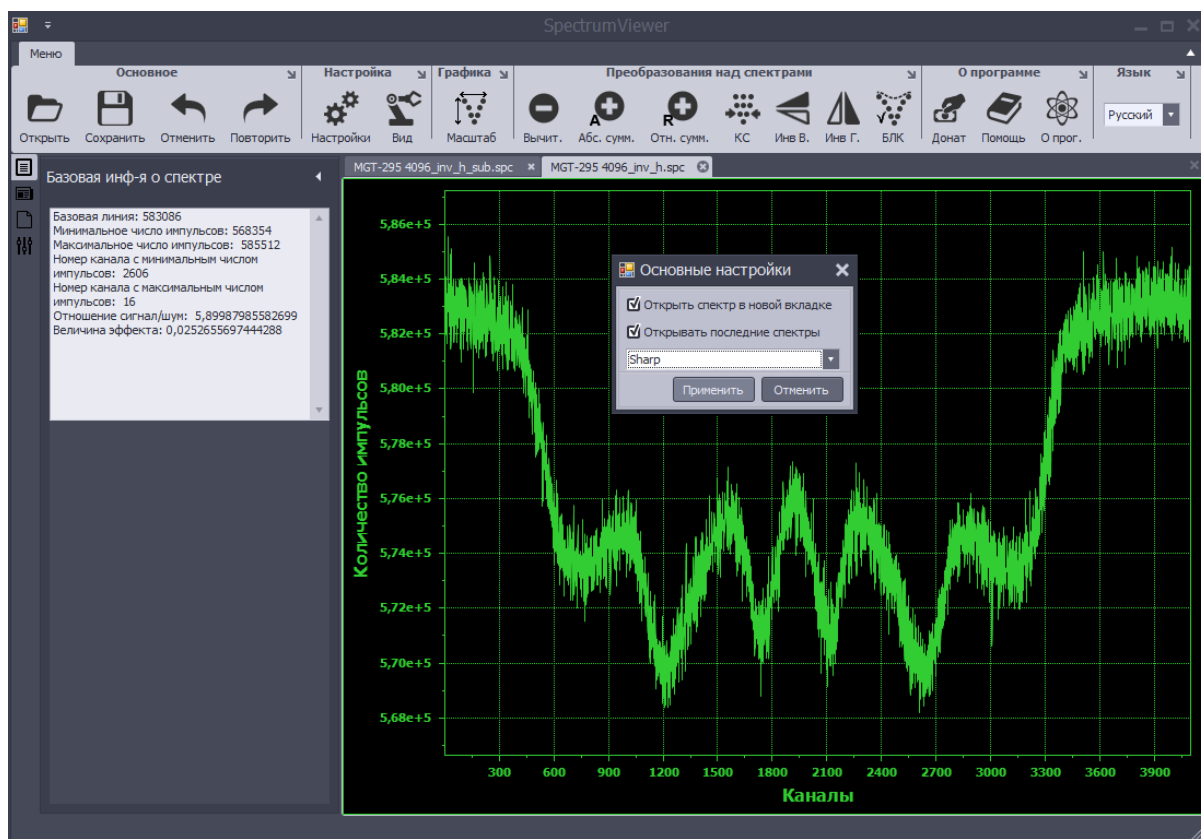 SpectrumViewer
Меню
Основное
Настройка
Графика
Преобразования над спектрами
О программе
Язык
Открыть
Сохранить
Отменить
Повторить
Настройки
Вид
Масштаб
Вычит.
A
Абс. сумм.
R
Отн. сумм.
КС
Инв В.
Инв Г.
БЛК
Донат
Помощь
О прог.
Русский
Базовая инф-я о спектре
Базовая линия: 583086
Минимальное число импульсов: 568354
Максимальное число импульсов: 585512
Номер канала с минимальным числом
импульсов: 2606
Номер канала с максимальным числом
импульсов: 16
Отношение сигнал/шум: 5,89987985582699
Величина эффекта: 0,0252655697444288
MGT-295 4096_inv_h_sub.spc
MGT-295 4096_inv_h.spc
Основные настройки
Открыть спектр в новой вкладке
Открывать последние спектры
Sharp
Применить
Отменить
Количество импульсов
5,86e+5
5,84e+5
5,82e+5
5,80e+5
5,78e+5
5,76e+5
5,74e+5
5,72e+5
5,70e+5
5,68e+5
300 600 900 1200 1500 1800 2100 2400 2700 3000 3300 3600 3900
Каналы